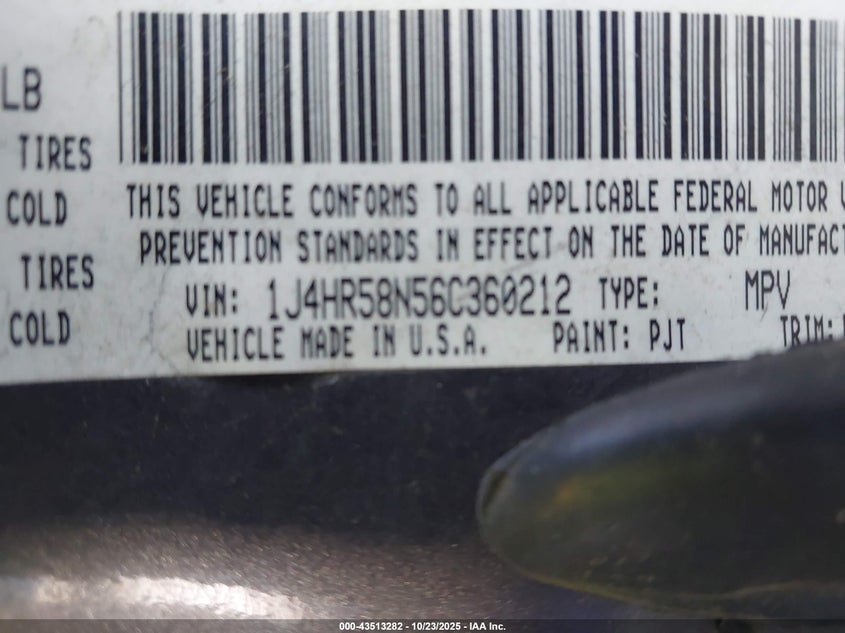 LB
TIRES
COLD
TIRES
COLD
THIS VEHICLE CONFORMS TO ALL APPLICABLE FEDERAL MOTOR
PREVENTION STANDARDS IN EFFECT ON THE DATE OF MANUFACT
VIN: 1J4HR58N56C360212 TYPE: MPV
VEHICLE MADE IN U.S.A. PAINT: PJT TRIM:
000-43513282 - 10/23/2025 - IAA Inc.